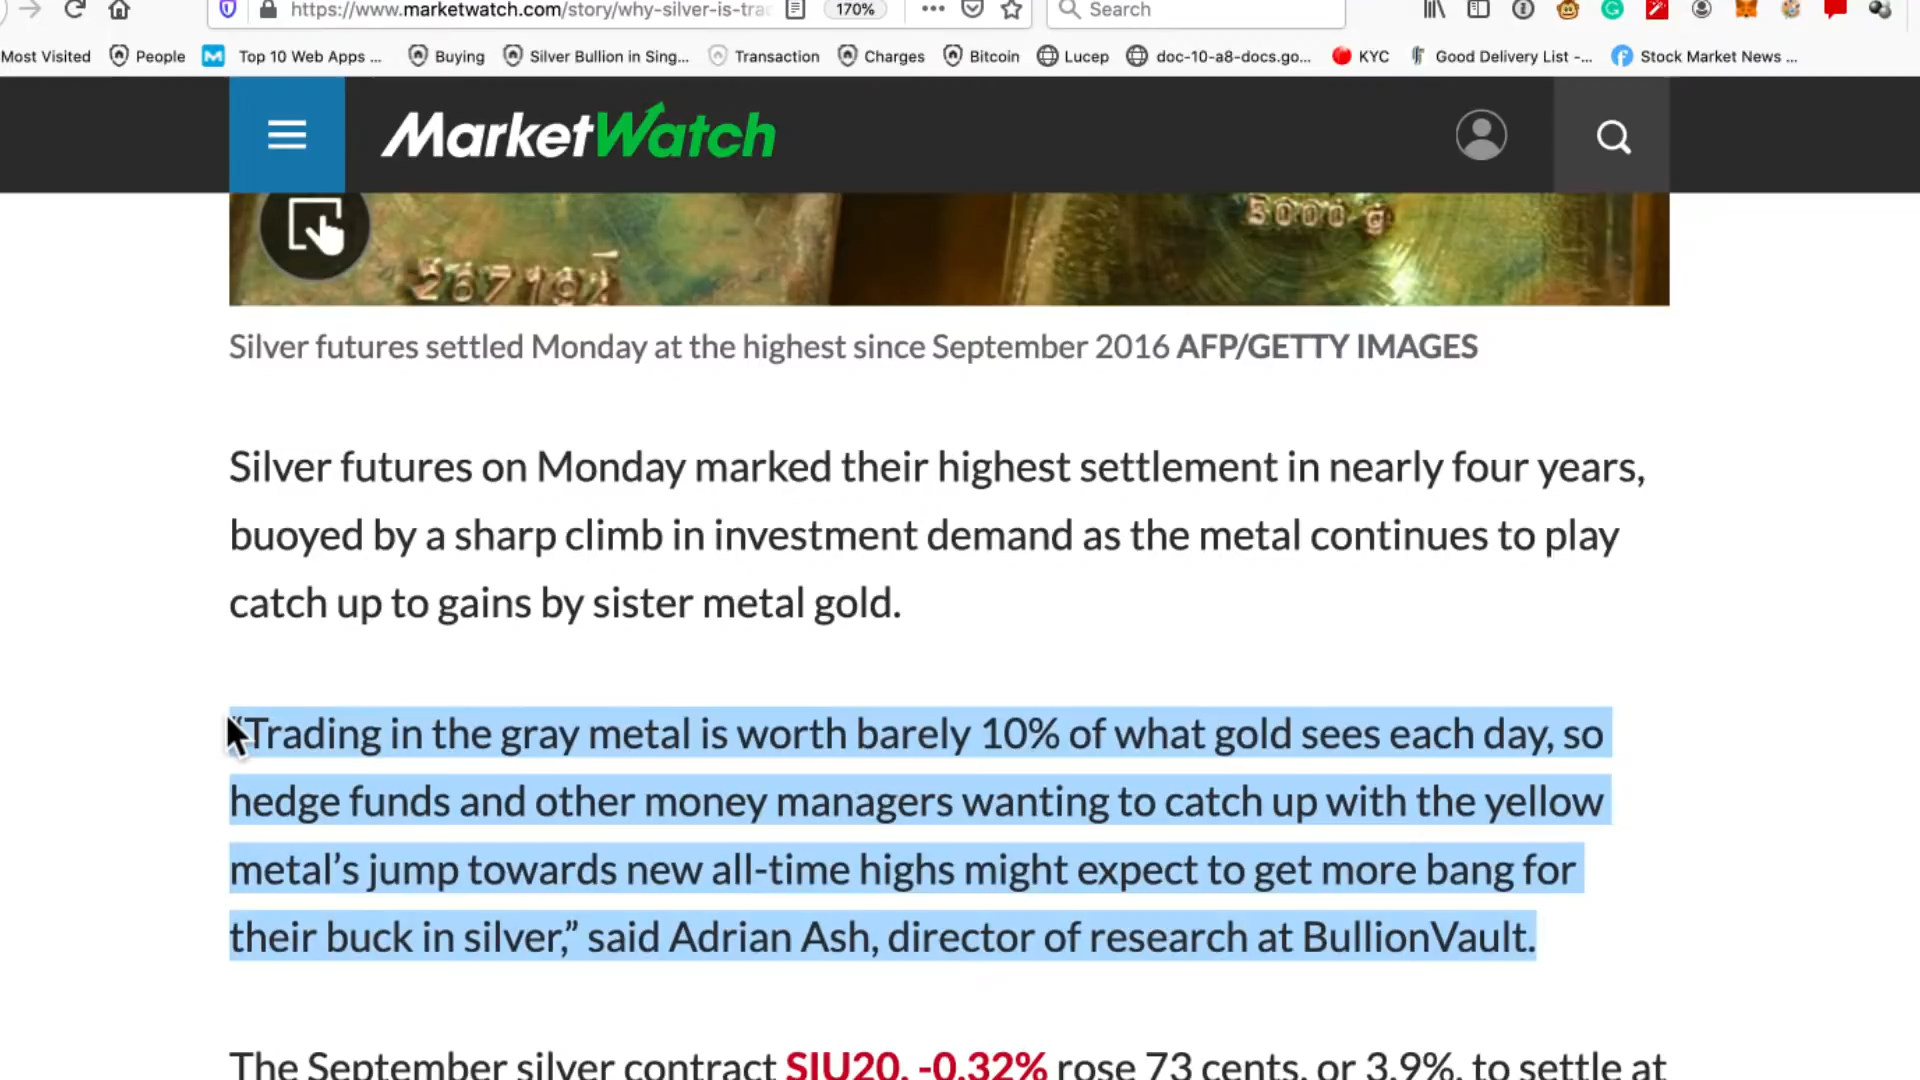 https://www.marketwatch.com/story/why-silver-is-tra
170%
Search
Most Visited
People
Top 10 Web Apps ...
Buying
Silver Bullion in Sing...
Transaction
Charges
Bitcoin
Lucep
doc-10-a8-docs.go...
KYC
Good Delivery List -...
Stock Market News ...
MarketWatch
5000 g
267192
Silver futures settled Monday at the highest since September 2016 AFP/GETTY IMAGES
Silver futures on Monday marked their highest settlement in nearly four years,
buoyed by a sharp climb in investment demand as the metal continues to play
catch up to gains by sister metal gold.
“Trading in the gray metal is worth barely 10% of what gold sees each day, so
hedge funds and other money managers wanting to catch up with the yellow
metal’s jump towards new all-time highs might expect to get more bang for
their buck in silver,” said Adrian Ash, director of research at BullionVault.
The September silver contract SIU20, -0.32% rose 73 cents, or 3.9%, to settle at